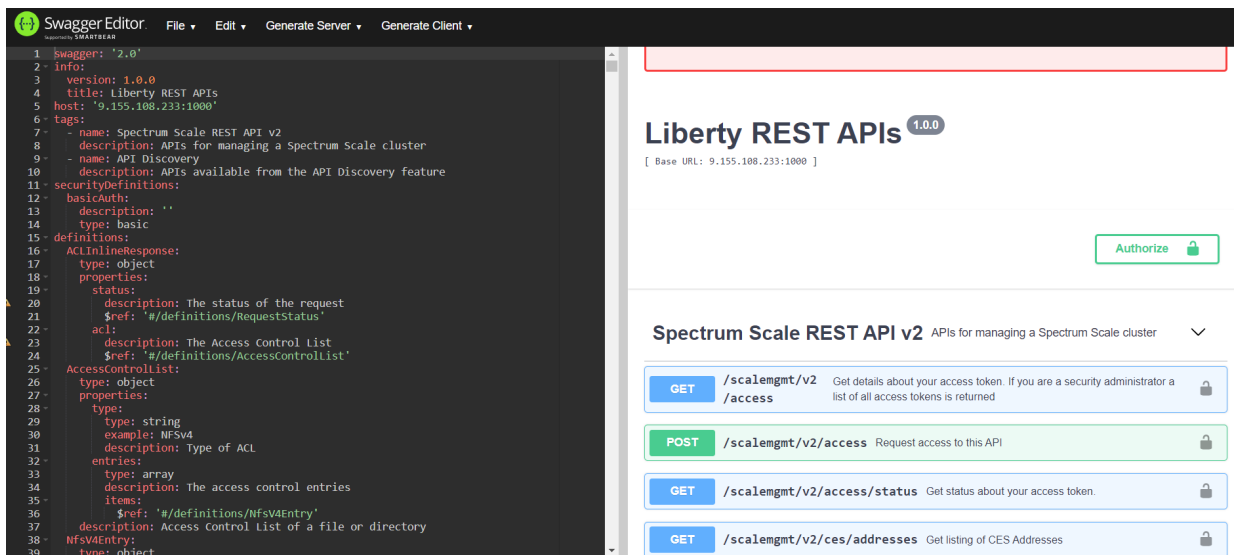 Swagger Editor.
Supported by SMARTBEAR
File
Edit
Generate Server
Generate Client
1 swagger: '2.0'
2 info:
3 version: 1.0.0
4 title: Liberty REST APIs
5 host: '9.155.108.233:1000'
6 tags:
7 - name: Spectrum Scale REST API v2
8 description: APIs for managing a Spectrum Scale cluster
9 - name: API Discovery
10 description: APIs available from the API Discovery feature
11 securityDefinitions:
12 basicAuth:
13 description: ''
14 type: basic
15 definitions:
16 ACLInlineResponse:
17 type: object
18 properties:
19 status:
20 description: The status of the request
21 $ref: '#/definitions/RequestStatus'
22 acl:
23 description: The Access Control List
24 $ref: '#/definitions/AccessControlList'
25 AccessControlList:
26 type: object
27 properties:
28 type:
29 type: string
30 example: NFSv4
31 description: Type of ACL
32 entries:
33 type: array
34 description: The access control entries
35 items:
36 $ref: '#/definitions/NfsV4Entry'
37 description: Access Control List of a file or directory
38 NfsV4Entry:
39 type: object
Liberty REST APIs 1.0.0
[ Base URL: 9.155.108.233:1000 ]
Authorize
Spectrum Scale REST API v2 APIs for managing a Spectrum Scale cluster
GET /scalemgmt/v2
/access
Get details about your access token. If you are a security administrator a
list of all access tokens is returned
POST /scalemgmt/v2/access Request access to this API
GET /scalemgmt/v2/access/status Get status about your access token.
GET /scalemgmt/v2/ces/addresses Get listing of CES Addresses